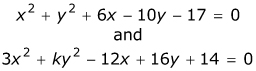 x² + y² + 6x − 10y − 17 = 0
and
3x² + ky² − 12x + 16y + 14 = 0